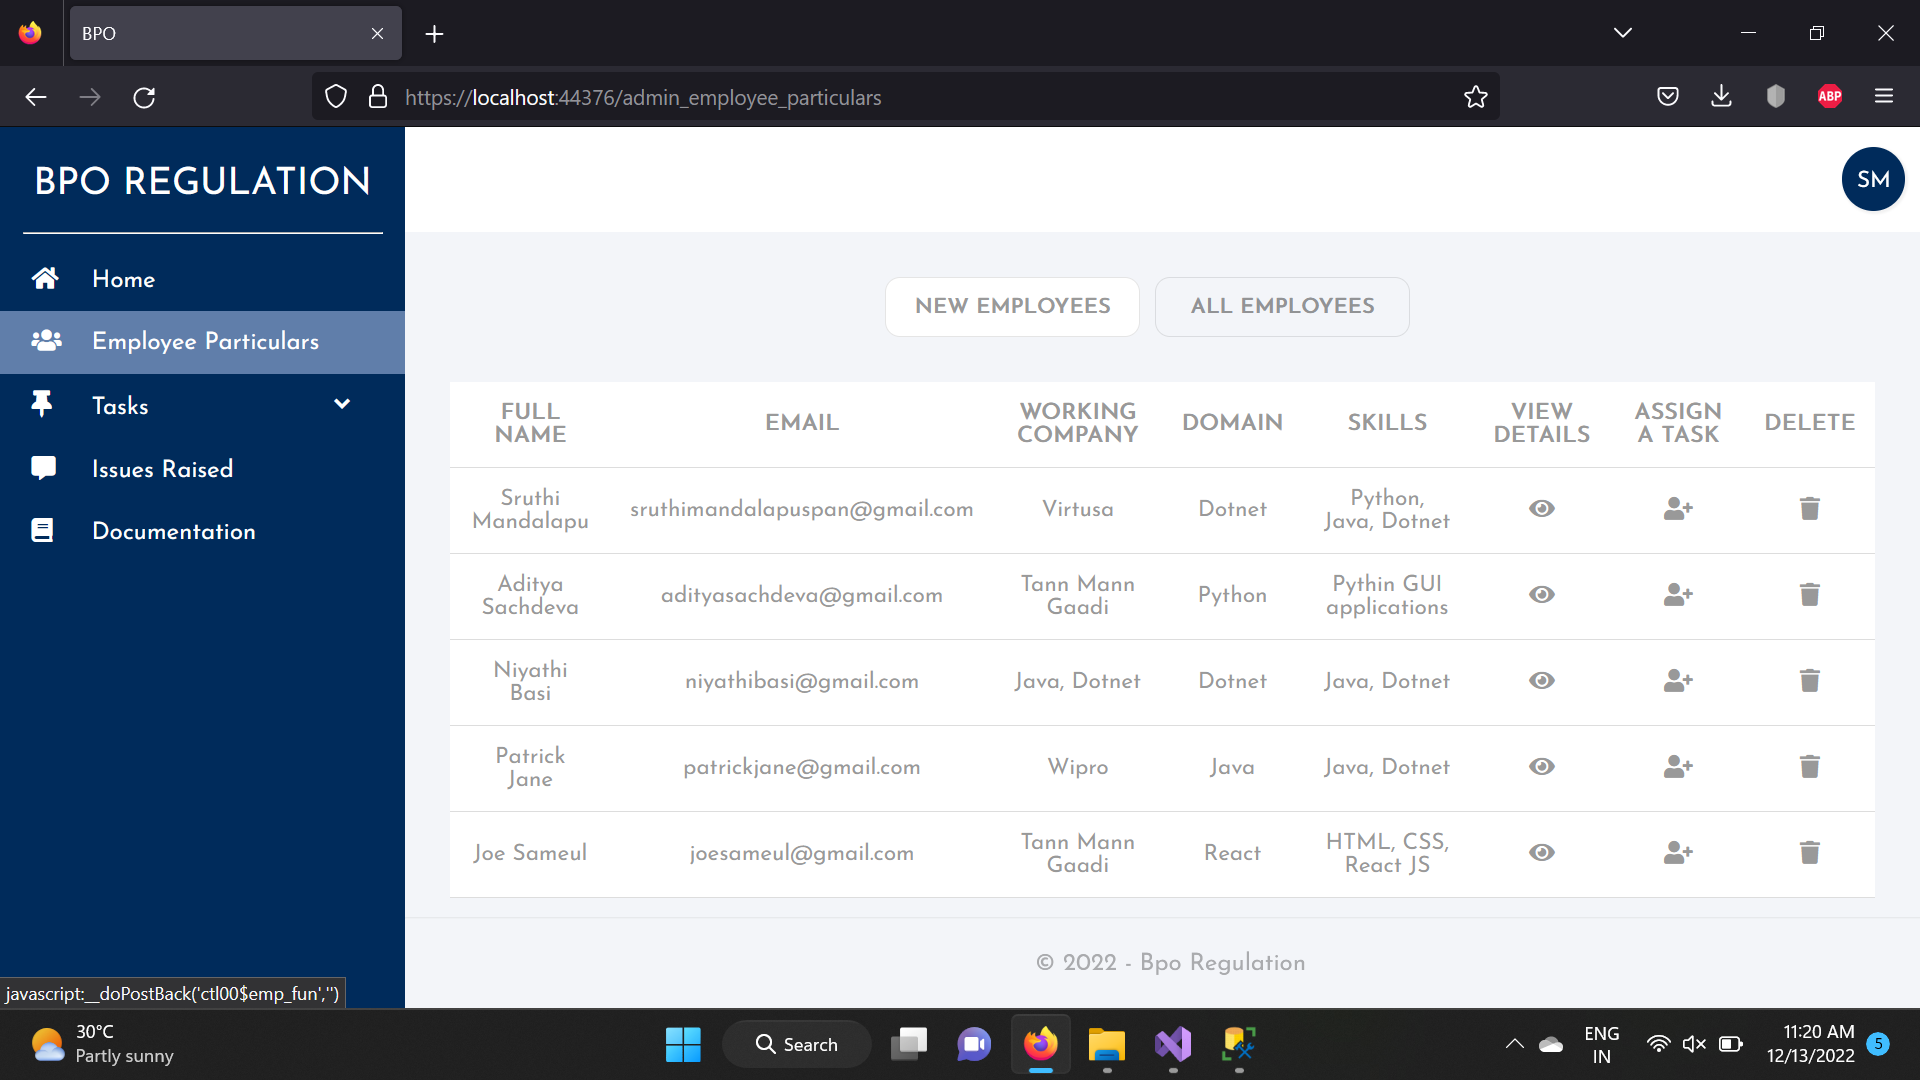 BPO
https://localhost:44376/admin_employee_particulars
ABP
BPO REGULATION
SM
Home
Employee Particulars
Tasks
Issues Raised
Documentation
NEW EMPLOYEES
ALL EMPLOYEES
FULL NAME EMAIL WORKING COMPANY DOMAIN SKILLS VIEW DETAILS ASSIGN A TASK DELETE
Sruthi Mandalapu sruthimandalapuspan@gmail.com Virtusa Dotnet Python, Java, Dotnet
Aditya Sachdeva adityasachdeva@gmail.com Tann Mann Gaadi Python Pythin GUI applications
Niyathi Basi niyathibasi@gmail.com Java, Dotnet Dotnet Java, Dotnet
Patrick Jane patrickjane@gmail.com Wipro Java Java, Dotnet
Joe Sameul joesameul@gmail.com Tann Mann Gaadi React HTML, CSS, React JS
© 2022 - Bpo Regulation
javascript:__doPostBack('ctl00$emp_fun','')
30°C
Partly sunny
Search
ENG
IN
11:20 AM
12/13/2022
5